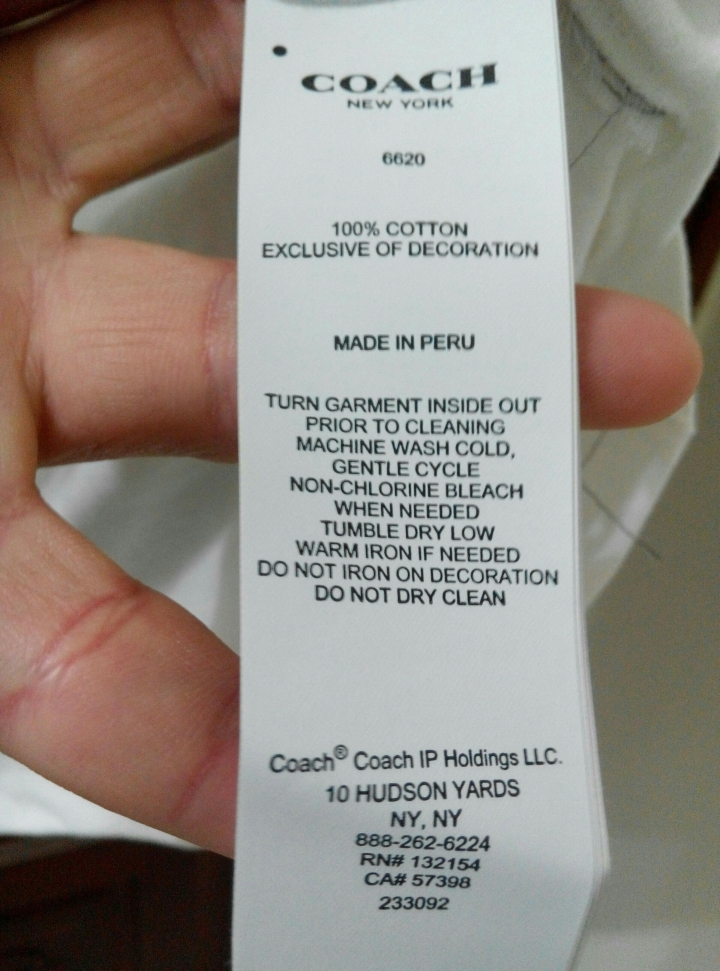 COACH
NEW YORK
6620
100% COTTON
EXCLUSIVE OF DECORATION
MADE IN PERU
TURN GARMENT INSIDE OUT
PRIOR TO CLEANING
MACHINE WASH COLD,
GENTLE CYCLE
NON-CHLORINE BLEACH
WHEN NEEDED
TUMBLE DRY LOW
WARM IRON IF NEEDED
DO NOT IRON ON DECORATION
DO NOT DRY CLEAN
Coach® Coach IP Holdings LLC.
10 HUDSON YARDS
NY, NY
888-262-6224
RN# 132154
CA# 57398
233092